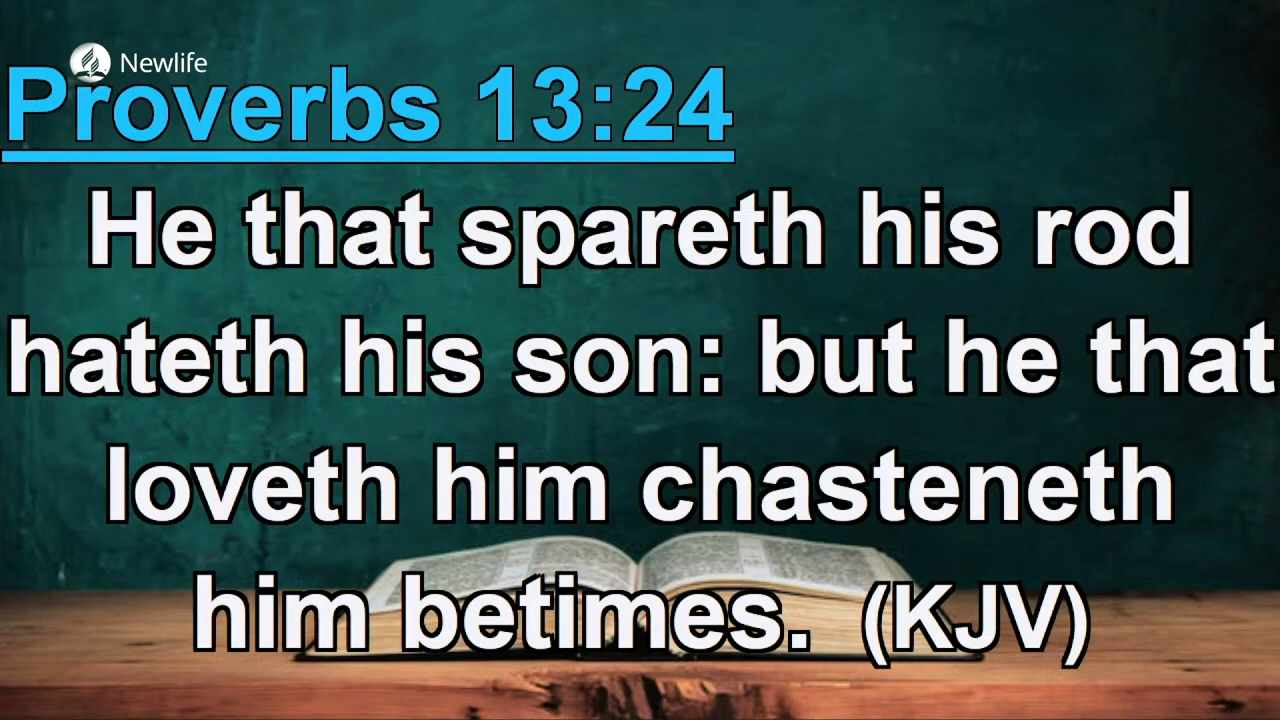 Newlife
Proverbs 13:24
He that spareth his rod
hateth his son: but he that
loveth him chasteneth
him betimes. (KJV)